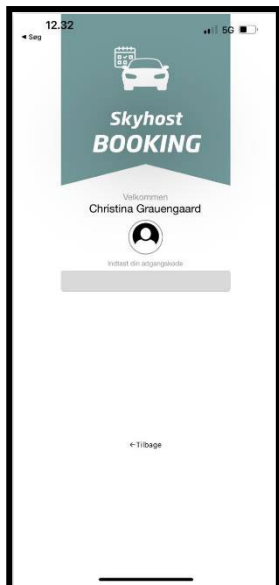 12.32
5G
◄ Søg
Skyhost
BOOKING
Velkommen
Christina Grauengaard
Indtast din adgangskode
←Tilbage